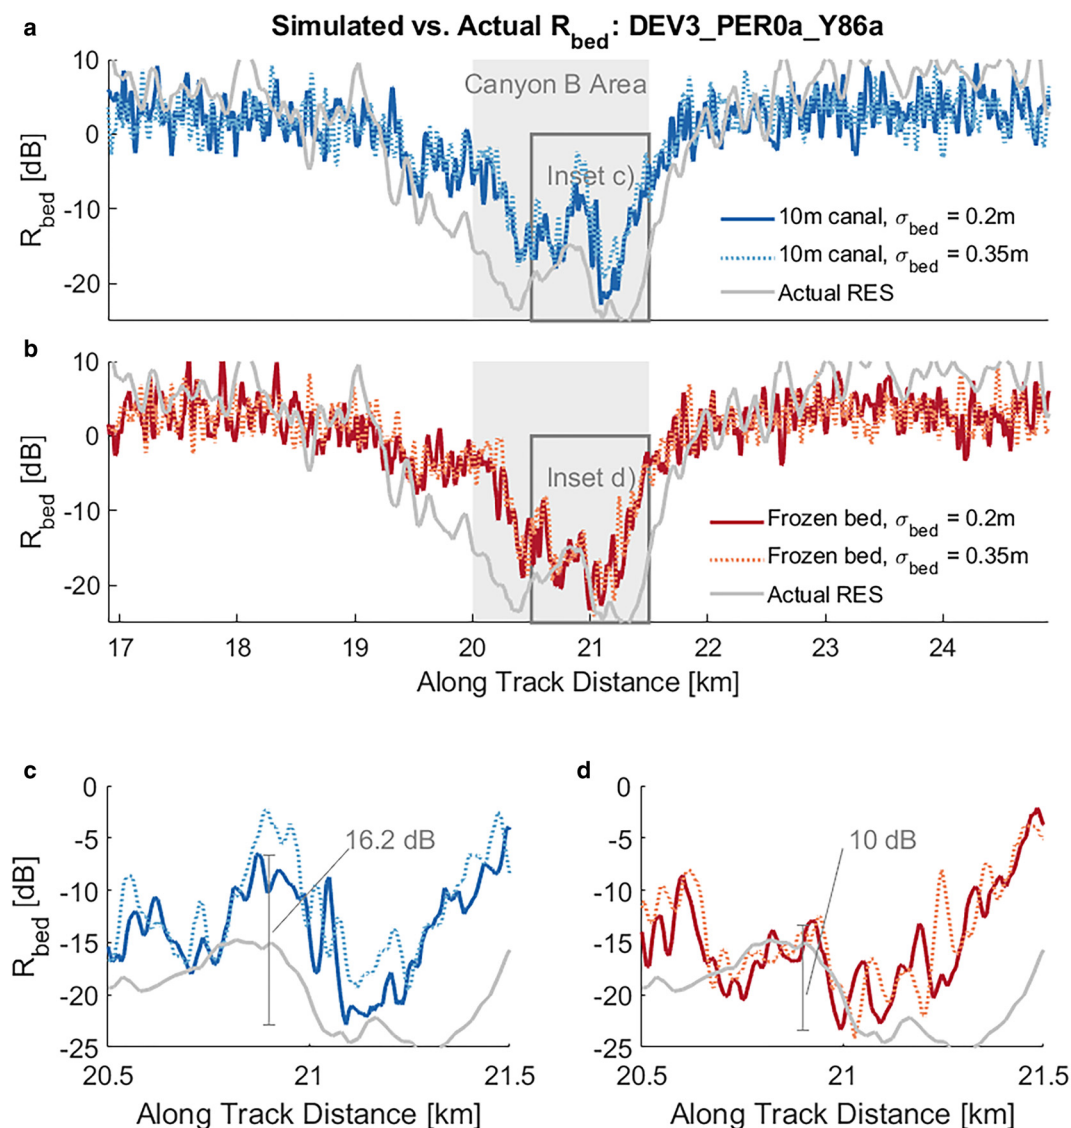 a
Simulated vs. Actual R_bed: DEV3_PER0a_Y86a
10
0
-10
-20
R_bed [dB]
Canyon B Area
Inset c)
10m canal, σ_bed = 0.2m
10m canal, σ_bed = 0.35m
Actual RES
b
10
0
-10
-20
R_bed [dB]
Inset d)
Frozen bed, σ_bed = 0.2m
Frozen bed, σ_bed = 0.35m
Actual RES
17 18 19 20 21 22 23 24
Along Track Distance [km]
c
0
-5
-10
-15
-20
-25
R_bed [dB]
16.2 dB
20.5 21 21.5
Along Track Distance [km]
d
0
-5
-10
-15
-20
-25
10 dB
20.5 21 21.5
Along Track Distance [km]